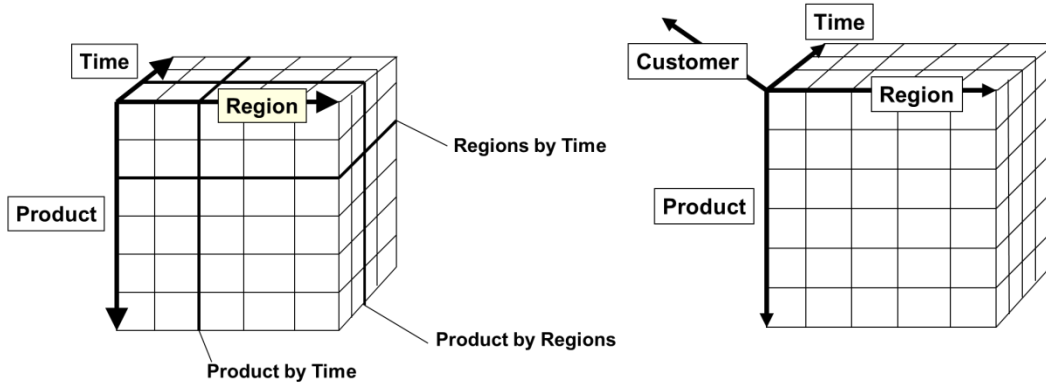 Time
Region
Product
Regions by Time
Product by Regions
Product by Time
Time
Customer
Region
Product